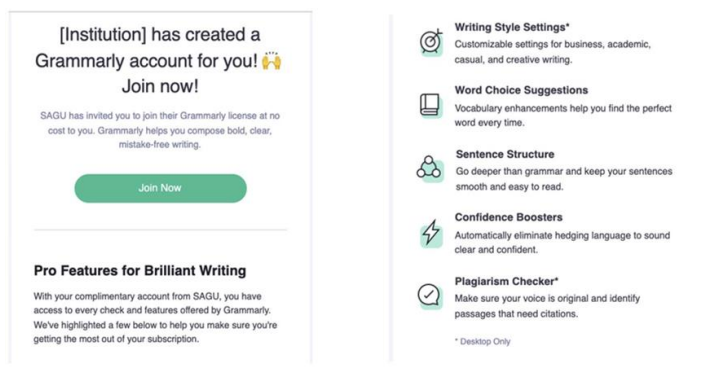 [Institution] has created a
Grammarly account for you! 🙌
Join now!
SAGU has invited you to join their Grammarly license at no
cost to you. Grammarly helps you compose bold, clear,
mistake-free writing.
Join Now
Pro Features for Brilliant Writing
With your complimentary account from SAGU, you have
access to every check and features offered by Grammarly.
We've highlighted a few below to help you make sure you're
getting the most out of your subscription.
Writing Style Settings*
Customizable settings for business, academic,
casual, and creative writing.
Word Choice Suggestions
Vocabulary enhancements help you find the perfect
word every time.
Sentence Structure
Go deeper than grammar and keep your sentences
smooth and easy to read.
Confidence Boosters
Automatically eliminate hedging language to sound
clear and confident.
Plagiarism Checker*
Make sure your voice is original and identify
passages that need citations.
* Desktop Only